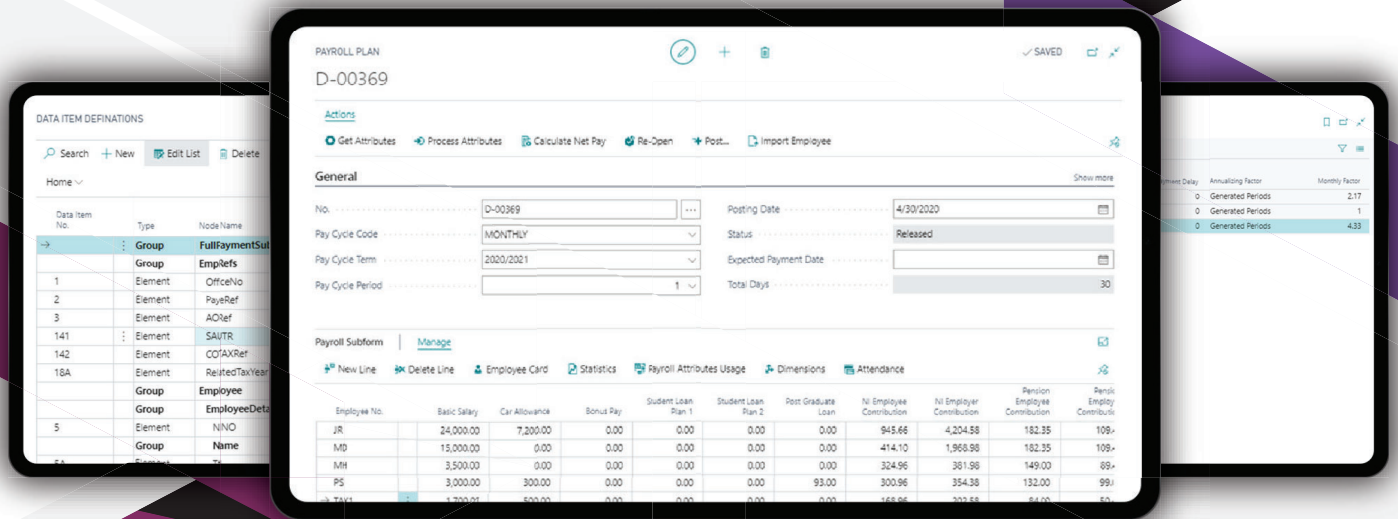 DATA ITEM DEFINATIONS
Search New Edit List Delete
Home
Data Item No. Type NodeName
Group
Group EmpRefs
1 Element OffceNo
2 Element PayeRef
3 Element AORef
141 Element SAUTR
142 Element COTAXRef
18A Element RelatedTaxYear
Group Employee
Group
5 Element NINO
Group Name
PAYROLL PLAN
SAVED
D-00369
Actions
Get Attributes Process Attributes Calculate Net Pay Re-Open Post... Import Employee
General Show more
No. D-00369 ... Posting Date 4/30/2020
Pay Cycle Code MONTHLY Status Released
Pay Cycle Term 2020/2021 Expected Payment Date
Pay Cycle Period 1 Total Days 30
Payroll Subform Manage
New Line Delete Line Employee Card Statistics Payroll Attributes Usage Dimensions Attendance
Employee No. Basic Salary Car Allowance Bonus Pay Student Loan Plan 1 Student Loan Plan 2 Post Graduate Loan NI Employee Contribution NI Employer Contribution Pension Employee Contribution
JR 24,000.00 7,200.00 0.00 0.00 0.00 0.00 945.66 4,204.58 182.35
MD 15,000.00 0.00 0.00 0.00 0.00 0.00 414.10 1,968.98 182.35
MH 3,500.00 0.00 0.00 0.00 0.00 0.00 324.96 381.98 149.00
PS 3,000.00 300.00 0.00 0.00 0.00 93.00 300.96 354.38 132.00
Delay Annualizing Factor Monthly Factor
0 Generated Periods 2.17
0 Generated Periods 1
0 Generated Periods 4.33